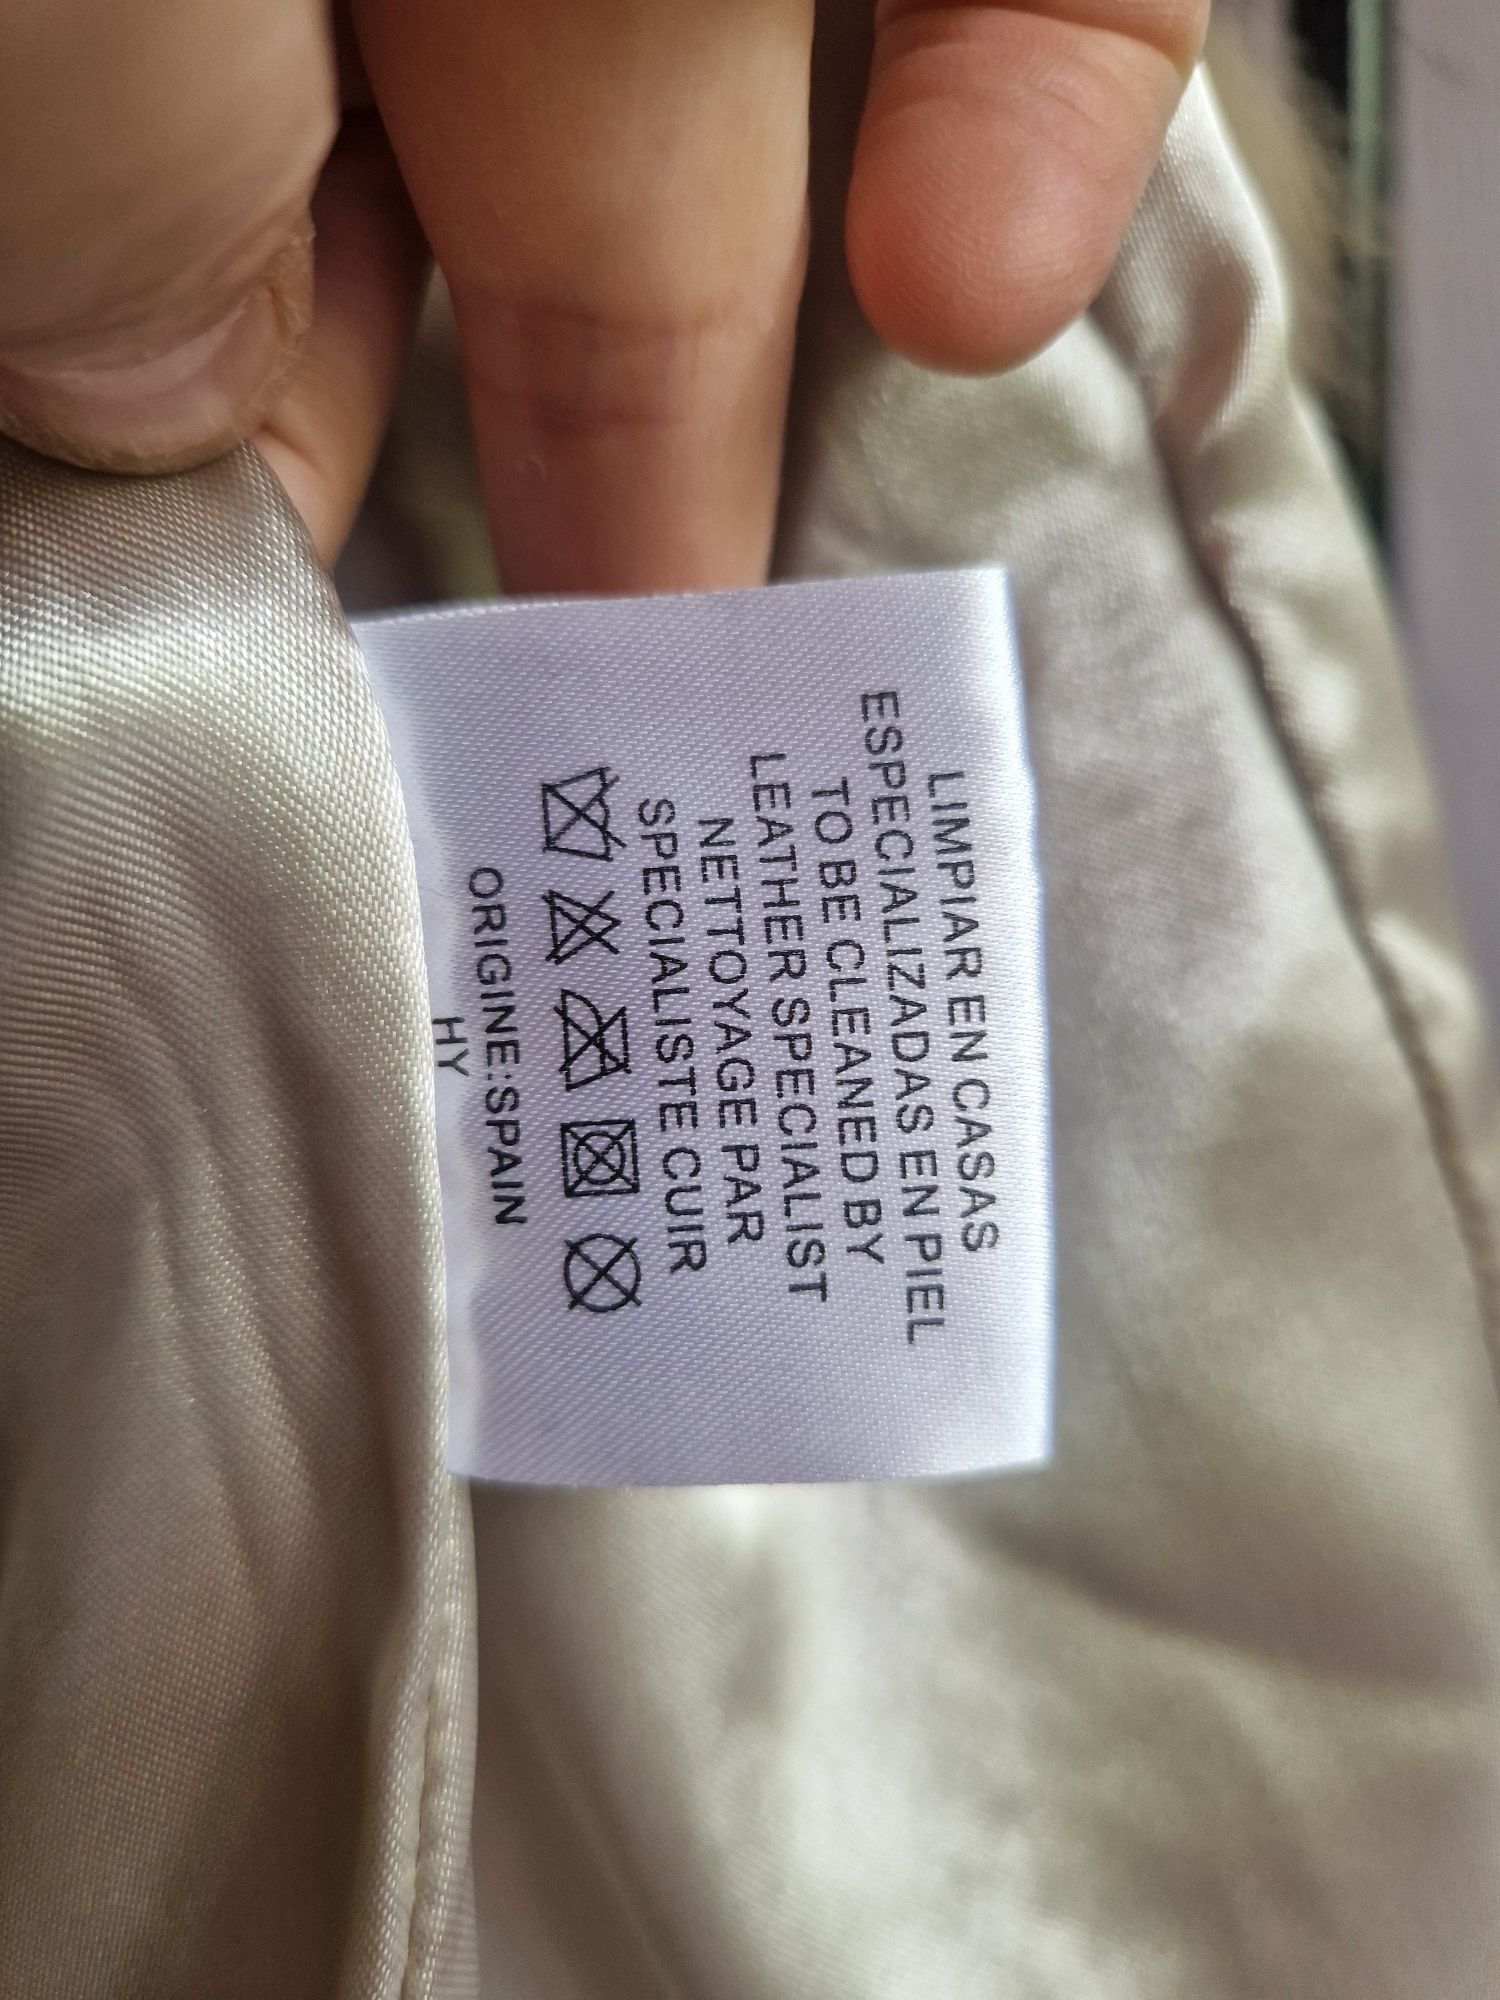 LIMPIAR EN CASAS
ESPECIALIZADAS EN PIEL
TO BE CLEANED BY
LEATHER SPECIALIST
NETTOYAGE PAR
SPECIALISTE CUIR
ORIGINE:SPAIN
HY